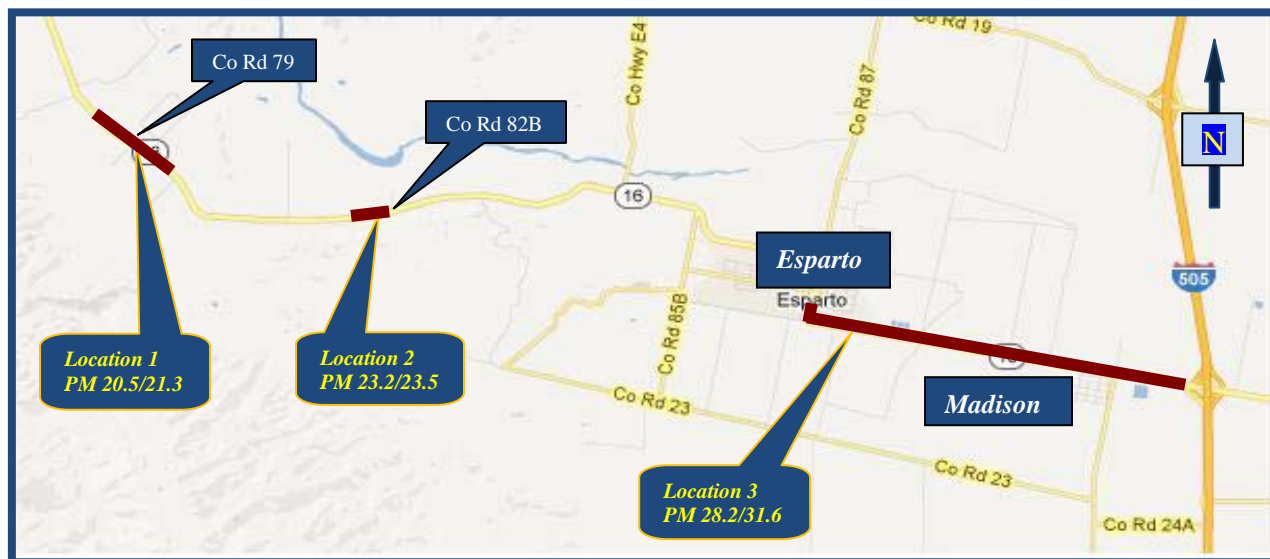 Co Rd 79
Co Rd 82B
Co Hwy E4
Co Rd 87
Co Rd 19
N
16
Esparto
Esparto
505
Co Rd 85B
Location 1
PM 20.5/21.3
Location 2
PM 23.2/23.5
Madison
Co Rd 23
Co Rd 23
Location 3
PM 28.2/31.6
Co Rd 24A